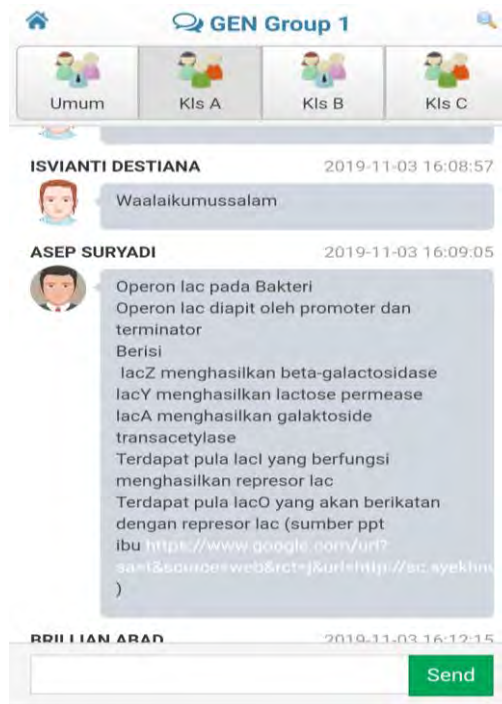 GEN Group 1
Umum Kls A Kls B Kls C
ISVIANTI DESTIANA 2019-11-03 16:08:57
Waalaikumussalam
ASEP SURYADI 2019-11-03 16:09:05
Operon lac pada Bakteri
Operon lac diapit oleh promoter dan
terminator
Berisi
lacZ menghasilkan beta-galactosidase
lacY menghasilkan lactose permease
lacA menghasilkan galaktoside
transacetylase
Terdapat pula lacI yang berfungsi
menghasilkan represor lac
Terdapat pula lacO yang akan berikatan
dengan represor lac (sumber ppt
ibu https://www.google.com/url?
sa=t&source=web&rct=j&url=http://sc.syekhnu
)
BRILLIAN ABAD 2019-11-03 16:12:15
Send